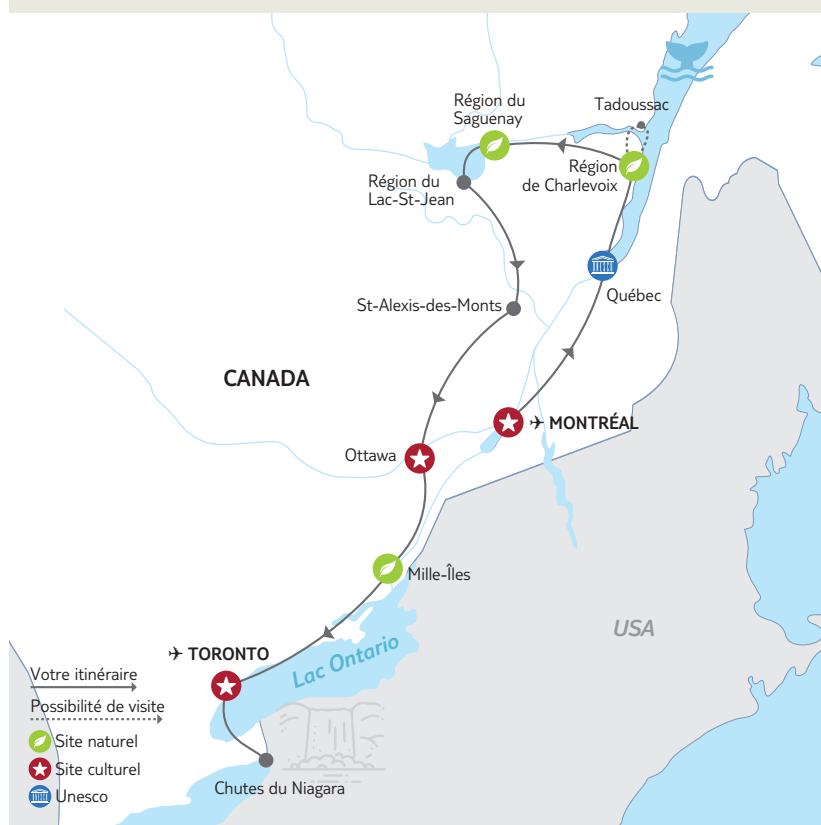 Région du
Saguenay
Tadoussac
Région
de Charlevoix
Région du
Lac-St-Jean
Québec
St-Alexis-des-Monts
CANADA
MONTRÉAL
Ottawa
Mille-Îles
USA
TORONTO
Lac Ontario
Votre itinéraire
Possibilité de visite
Site naturel
Site culturel
Unesco
Chutes du Niagara